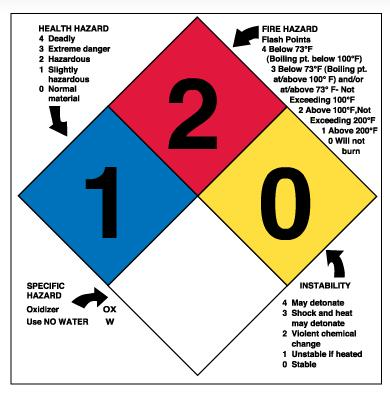 HEALTH HAZARD
4 Deadly
3 Extreme danger
2 Hazardous
1 Slightly
hazardous
0 Normal
material
FIRE HAZARD
Flash Points
4 Below 73°F
(Boiling pt. below 100°F)
3 Below 73°F (Boiling pt.
at/above 100° F) and/or
at/above 73° F- Not
Exceeding 100°F
2 Above 100°F,Not
Exceeding 200°F
1 Above 200°F
0 Will not
burn
2
1
0
SPECIFIC
HAZARD
Oxidizer OX
Use NO WATER W
INSTABILITY
4 May detonate
3 Shock and heat
may detonate
2 Violent chemical
change
1 Unstable if heated
0 Stable